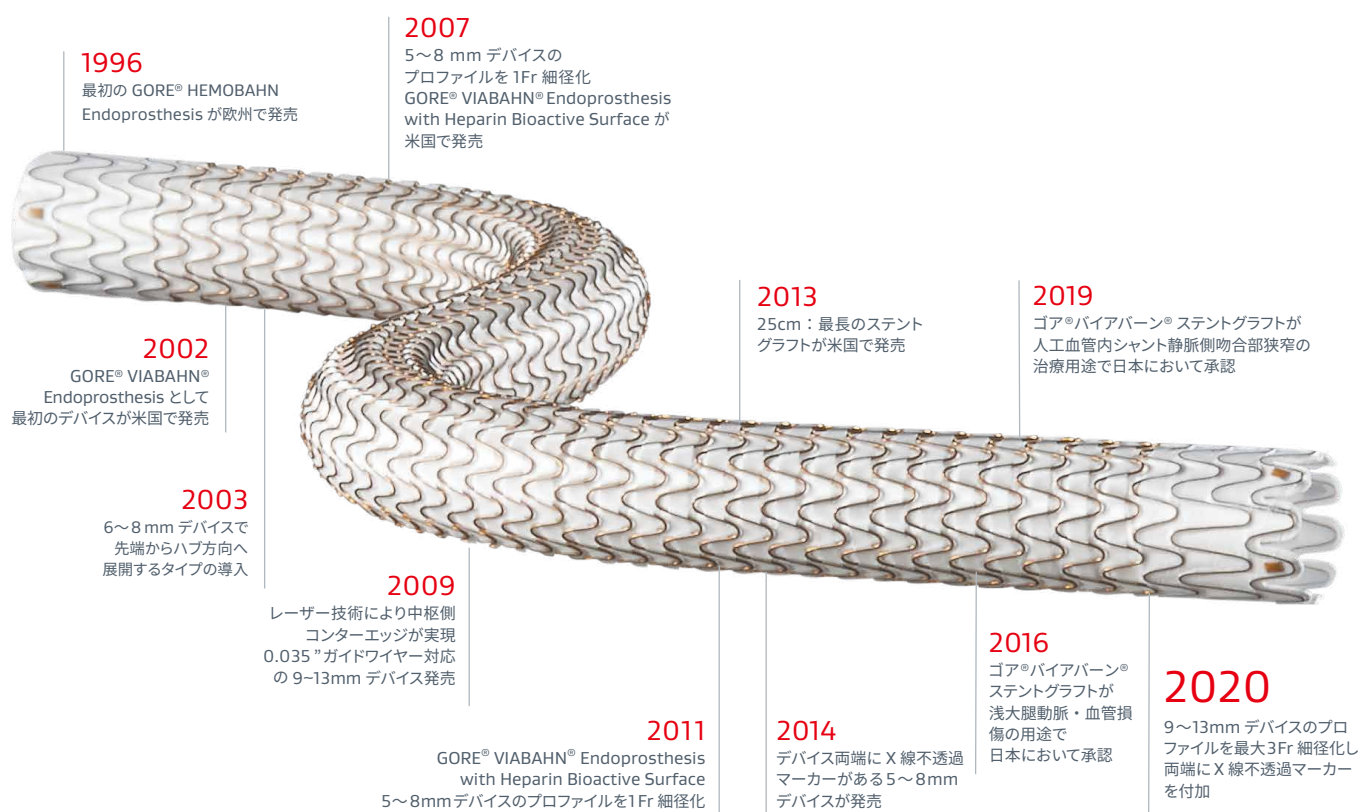 1996
最初の GORE® HEMOBAHN
Endoprosthesis が欧州で発売
2007
5〜8 mm デバイスの
プロファイルを 1Fr 細径化
GORE® VIABAHN® Endoprosthesis
with Heparin Bioactive Surface が
米国で発売
2002
GORE® VIABAHN®
Endoprosthesis として
最初のデバイスが米国で発売
2003
6〜8 mm デバイスで
先端からハブ方向へ
展開するタイプの導入
2009
レーザー技術により中枢側
コンターエッジが実現
0.035”ガイドワイヤー対応
の 9–13mm デバイス発売
2011
GORE® VIABAHN® Endoprosthesis
with Heparin Bioactive Surface
5〜8mmデバイスのプロファイルを1Fr 細径化
2013
25cm：最長のステント
グラフトが米国で発売
2014
デバイス両端に X 線不透過
マーカーがある5〜8mm
デバイスが発売
2016
ゴア®バイアバーン®
ステントグラフトが
浅大腿動脈・血管損
傷の用途で
日本において承認
2019
ゴア®バイアバーン® ステントグラフトが
人工血管内シャント静脈側吻合部狭窄の
治療用途で日本において承認
2020
9〜13mm デバイスのプロ
ファイルを最大3Fr 細径化し
両端にX 線不透過マーカー
を付加